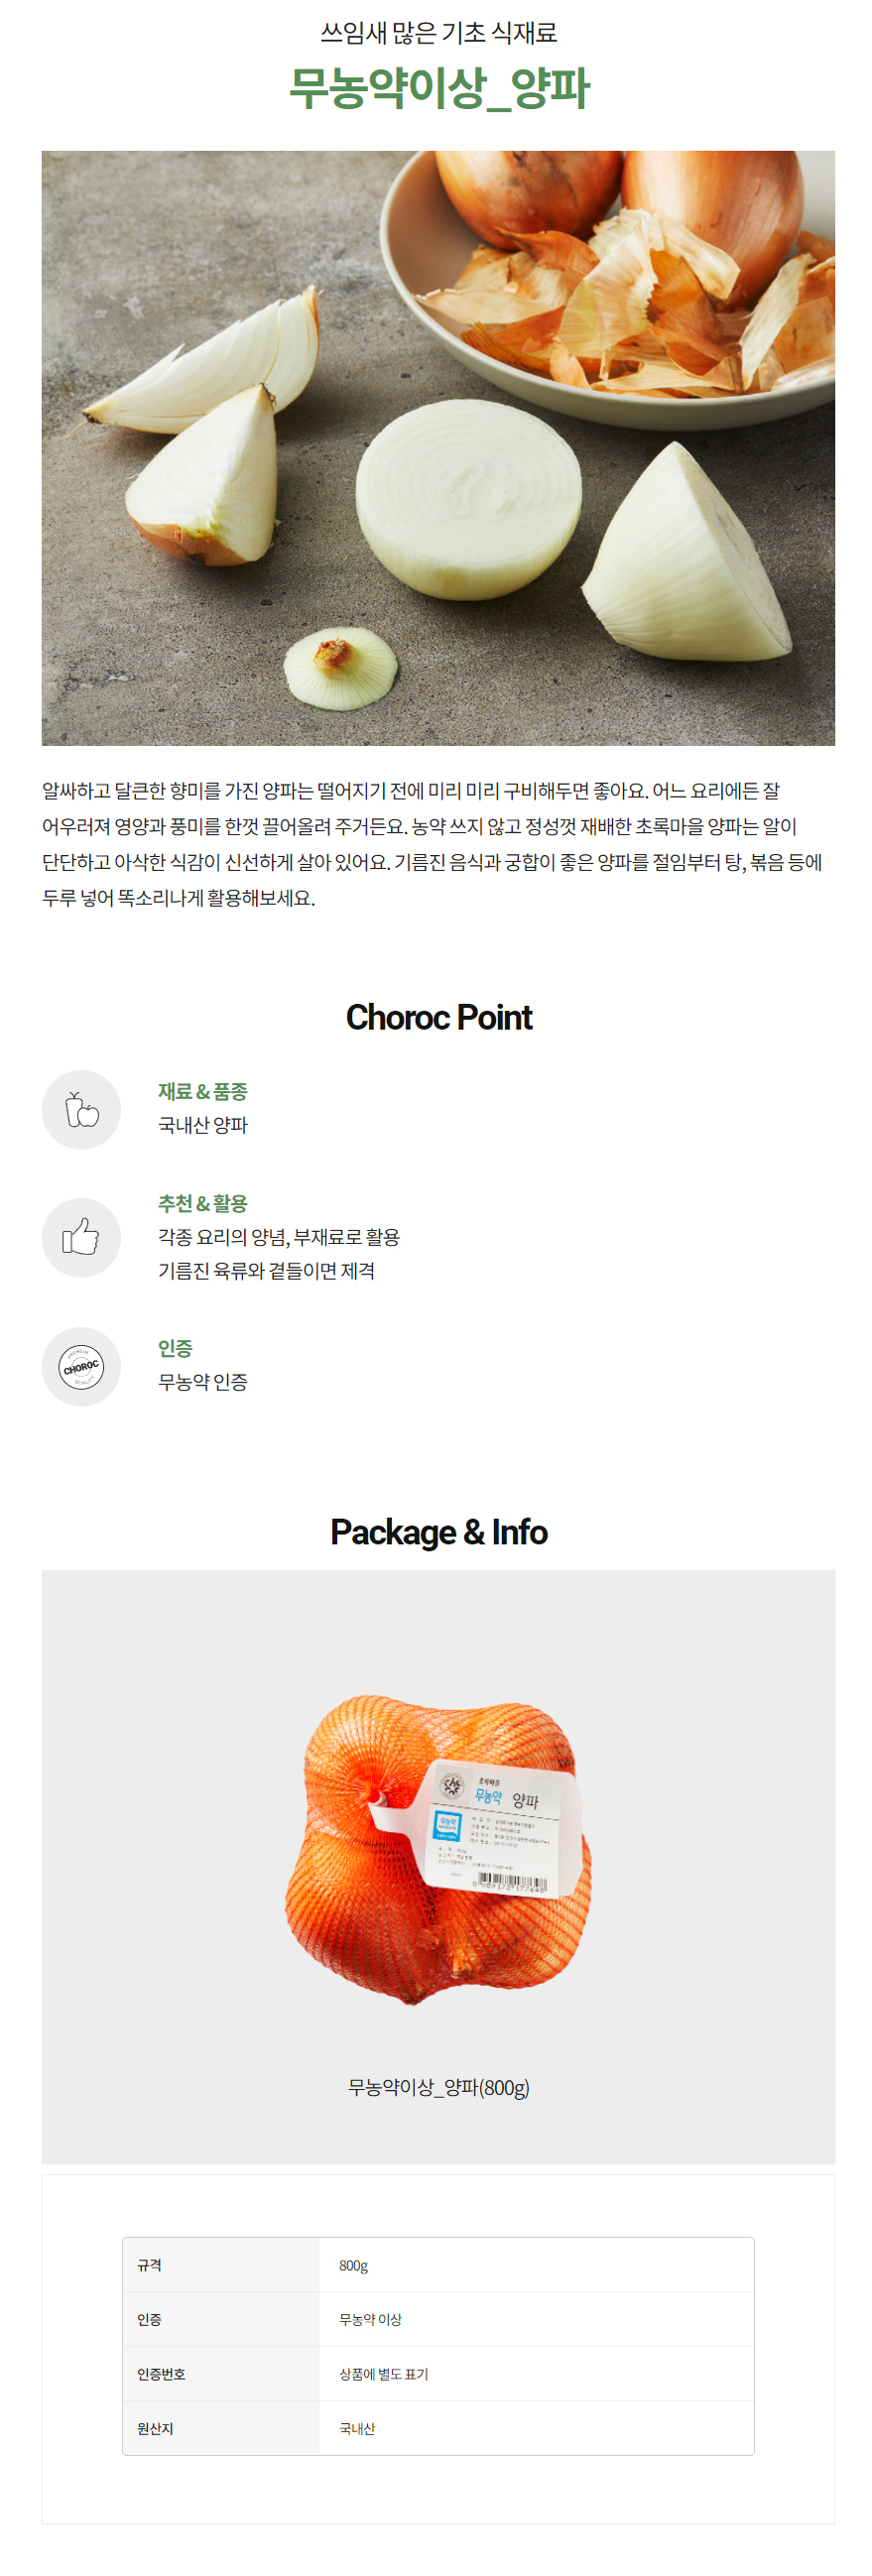 쓰임새 많은 기초 식재료
무농약이상_양파
알싸하고 달큰한 향미를 가진 양파는 떨어지기 전에 미리 미리 구비해두면 좋아요. 어느 요리에든 잘
어우러져 영양과 풍미를 한껏 끌어올려 주거든요. 농약 쓰지 않고 정성껏 재배한 초록마을 양파는 알이
단단하고 아삭한 식감이 신선하게 살아 있어요. 기름진 음식과 궁합이 좋은 양파를 절임부터 탕, 볶음 등에
두루 넣어 똑소리나게 활용해보세요.
Choroc Point
재료 & 품종
국내산 양파
추천 & 활용
각종 요리의 양념, 부재료로 활용
기름진 육류와 곁들이면 제격
PREMIUM
CHOROC
QUALITY
인증
무농약 인증
Package & Info
초록마을
무농약 양파
무농약
무농약이상_양파(800g)
규격 800g
인증 무농약 이상
인증번호 상품에 별도 표기
원산지 국내산